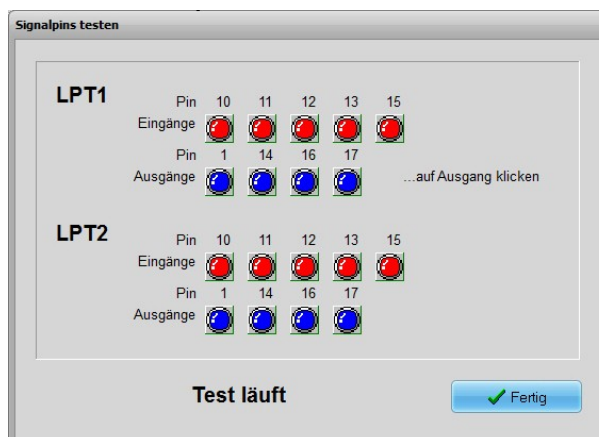 Signalpins testen
LPT1
Pin 10 11 12 13 15
Eingänge
Pin 1 14 16 17
Ausgänge ...auf Ausgang klicken
LPT2
Pin 10 11 12 13 15
Eingänge
Pin 1 14 16 17
Ausgänge
Test läuft Fertig